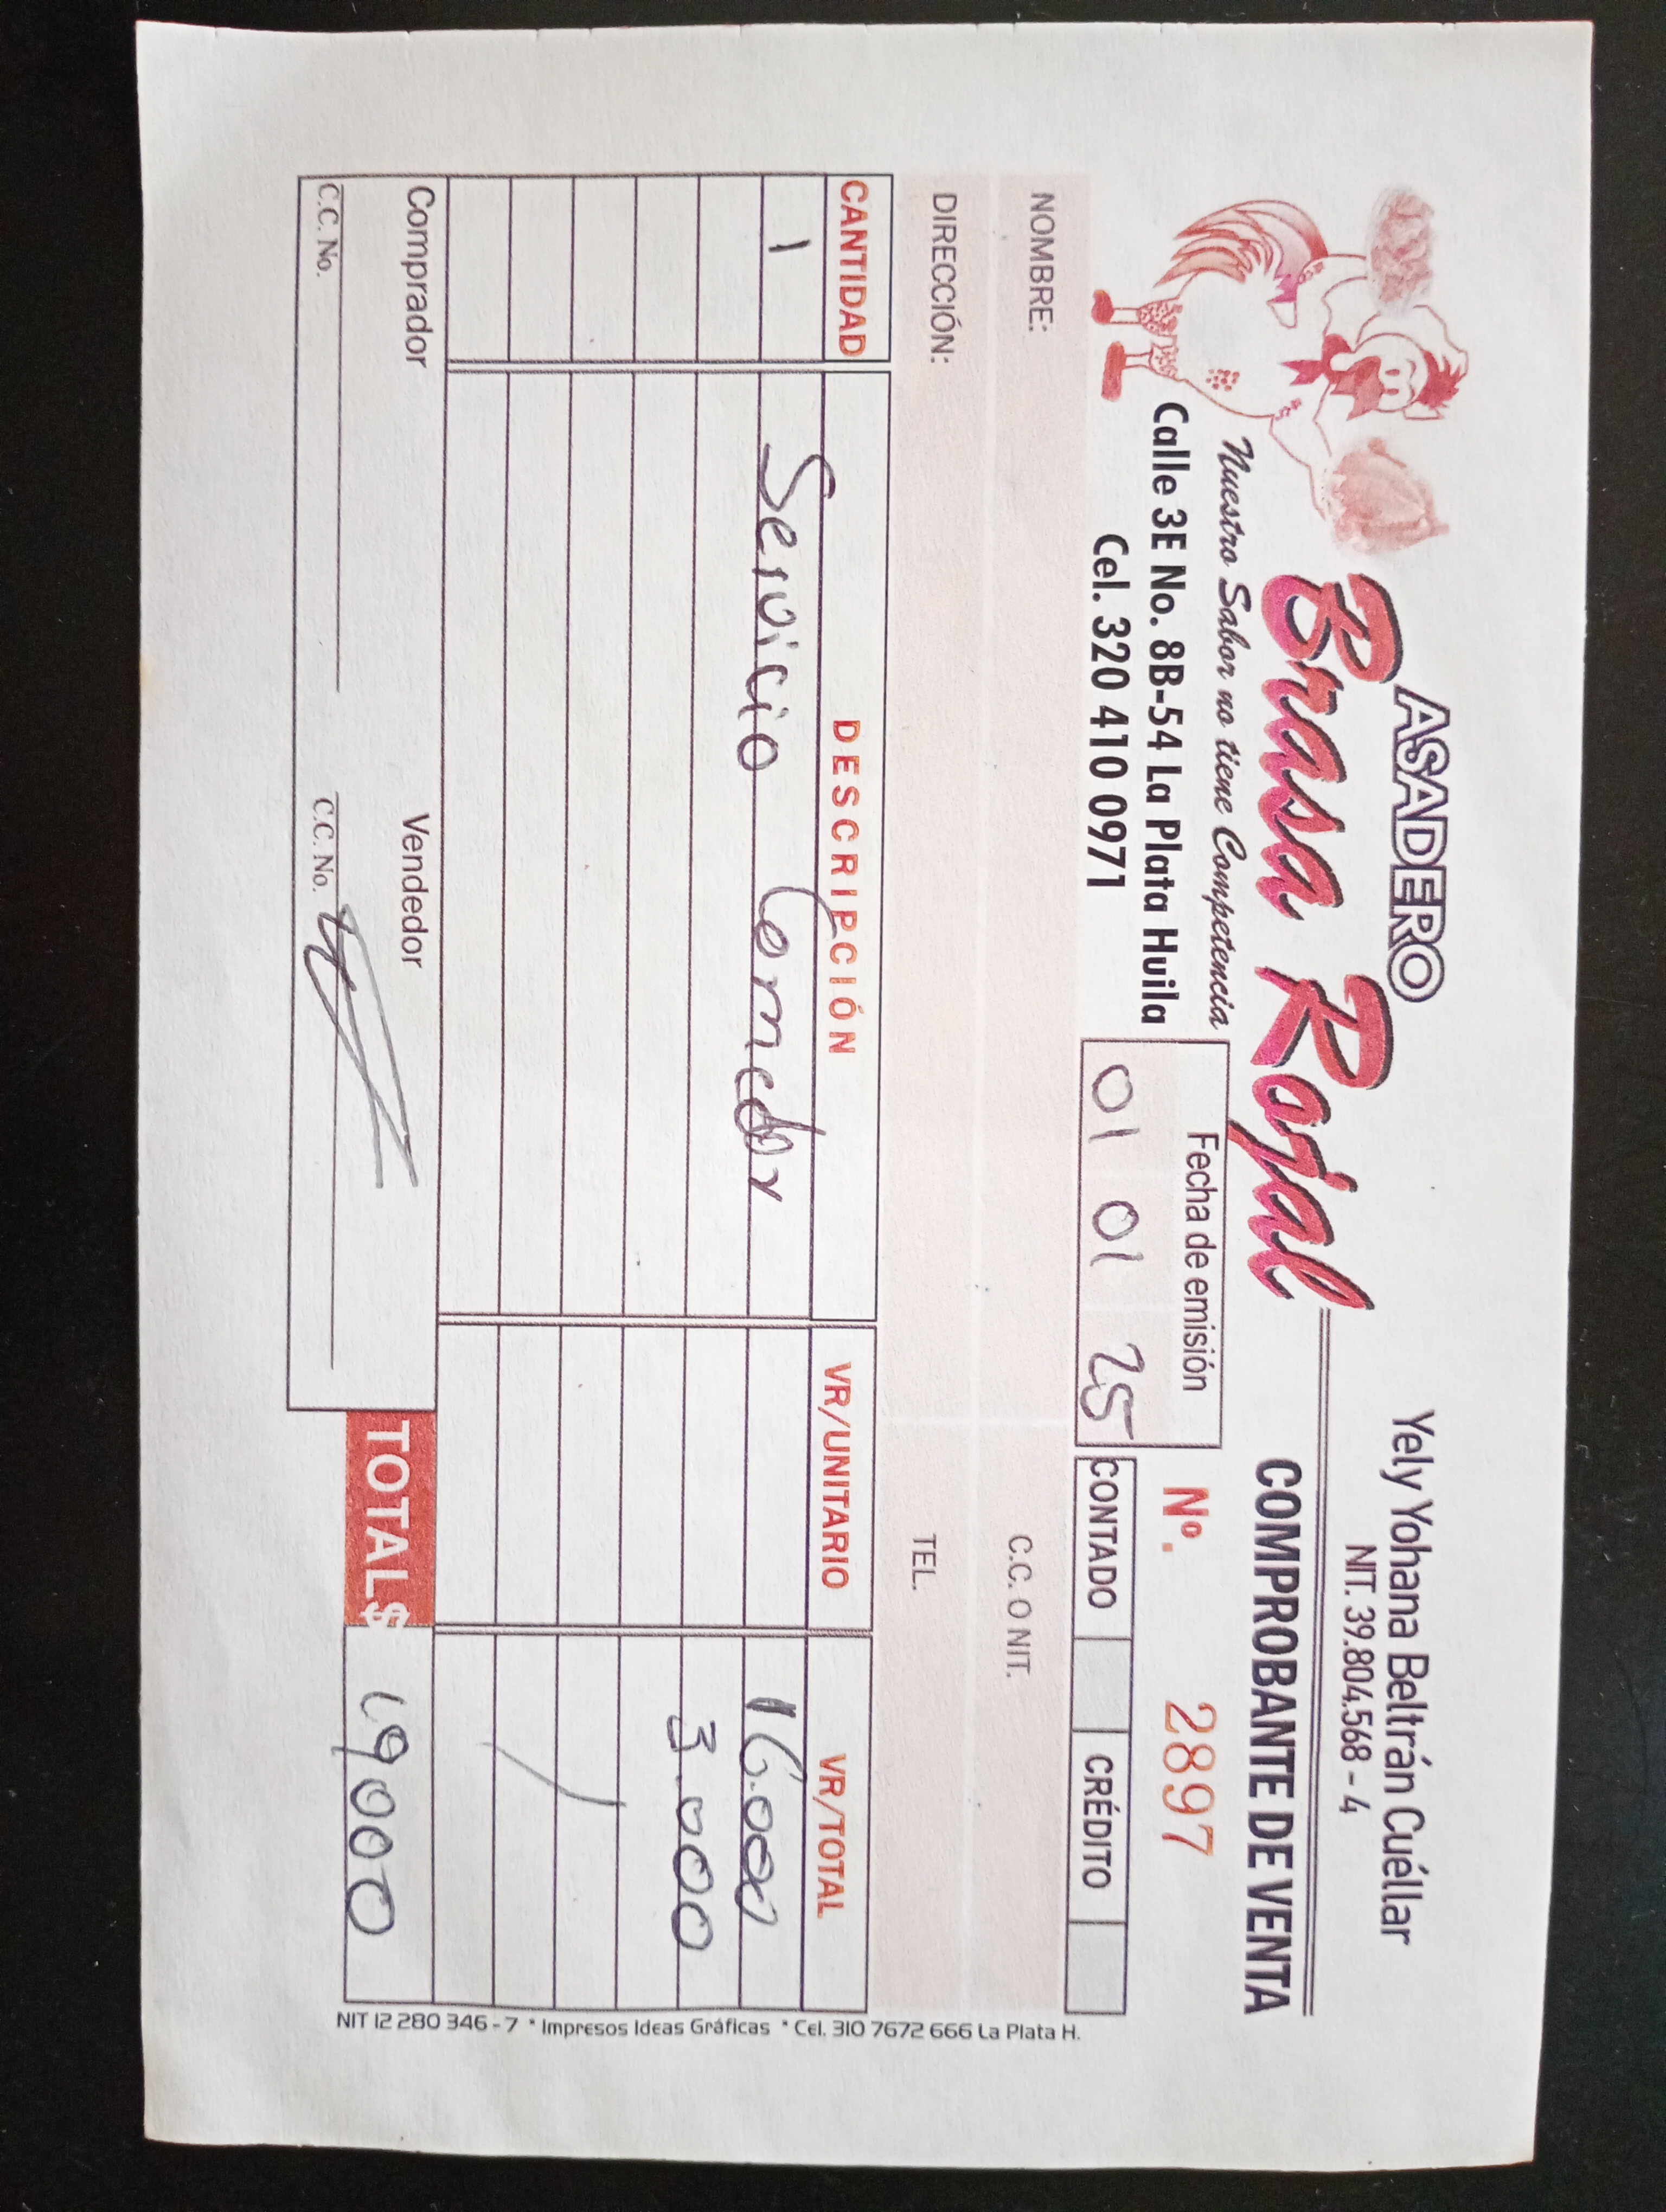 ASADERO
Brasa Rojal
Nuestro Sabor no tiene Competencia
Calle 3E No. 8B-54 La Plata Huila
Cel. 320 410 0971
Yely Yohana Beltrán Cuéllar
NIT. 39.804.568 - 4
COMPROBANTE DE VENTA
Fecha de emisión
01 01 25
Nº. 2897
CONTADO CRÉDITO
NOMBRE: C.C. O NIT.
DIRECCIÓN: TEL.
CANTIDAD DESCRIPCIÓN VR/UNITARIO VR/TOTAL
1 Servicio Comedor 16.000
3.000
Comprador Vendedor
TOTAL $ 19000
C.C. No. C.C. No.
NIT 12 280 346 - 7 * Impresos Ideas Gráficas * Cel. 310 7672 666 La Plata H.